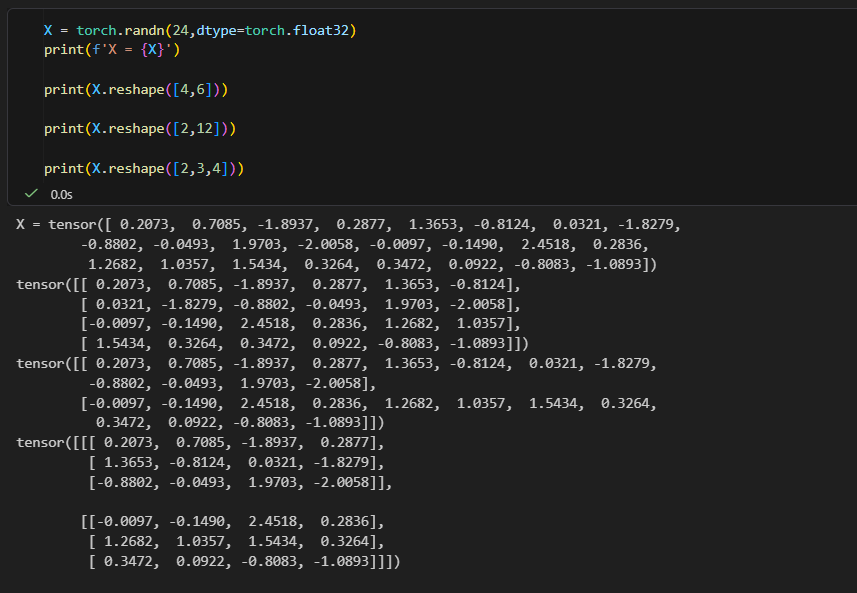 X = torch.randn(24,dtype=torch.float32)
print(f'X = {X}')
print(X.reshape([4,6]))
print(X.reshape([2,12]))
print(X.reshape([2,3,4]))
0.0s
X = tensor([ 0.2073,  0.7085, -1.8937,  0.2877,  1.3653, -0.8124,  0.0321, -1.8279,
        -0.8802, -0.0493,  1.9703, -2.0058, -0.0097, -0.1490,  2.4518,  0.2836,
         1.2682,  1.0357,  1.5434,  0.3264,  0.3472,  0.0922, -0.8083, -1.0893])
tensor([[ 0.2073,  0.7085, -1.8937,  0.2877,  1.3653, -0.8124],
        [ 0.0321, -1.8279, -0.8802, -0.0493,  1.9703, -2.0058],
        [-0.0097, -0.1490,  2.4518,  0.2836,  1.2682,  1.0357],
        [ 1.5434,  0.3264,  0.3472,  0.0922, -0.8083, -1.0893]])
tensor([[ 0.2073,  0.7085, -1.8937,  0.2877,  1.3653, -0.8124,  0.0321, -1.8279,
         -0.8802, -0.0493,  1.9703, -2.0058],
        [-0.0097, -0.1490,  2.4518,  0.2836,  1.2682,  1.0357,  1.5434,  0.3264,
          0.3472,  0.0922, -0.8083, -1.0893]])
tensor([[[ 0.2073,  0.7085, -1.8937,  0.2877],
         [ 1.3653, -0.8124,  0.0321, -1.8279],
         [-0.8802, -0.0493,  1.9703, -2.0058]],
        [[-0.0097, -0.1490,  2.4518,  0.2836],
         [ 1.2682,  1.0357,  1.5434,  0.3264],
         [ 0.3472,  0.0922, -0.8083, -1.0893]]])